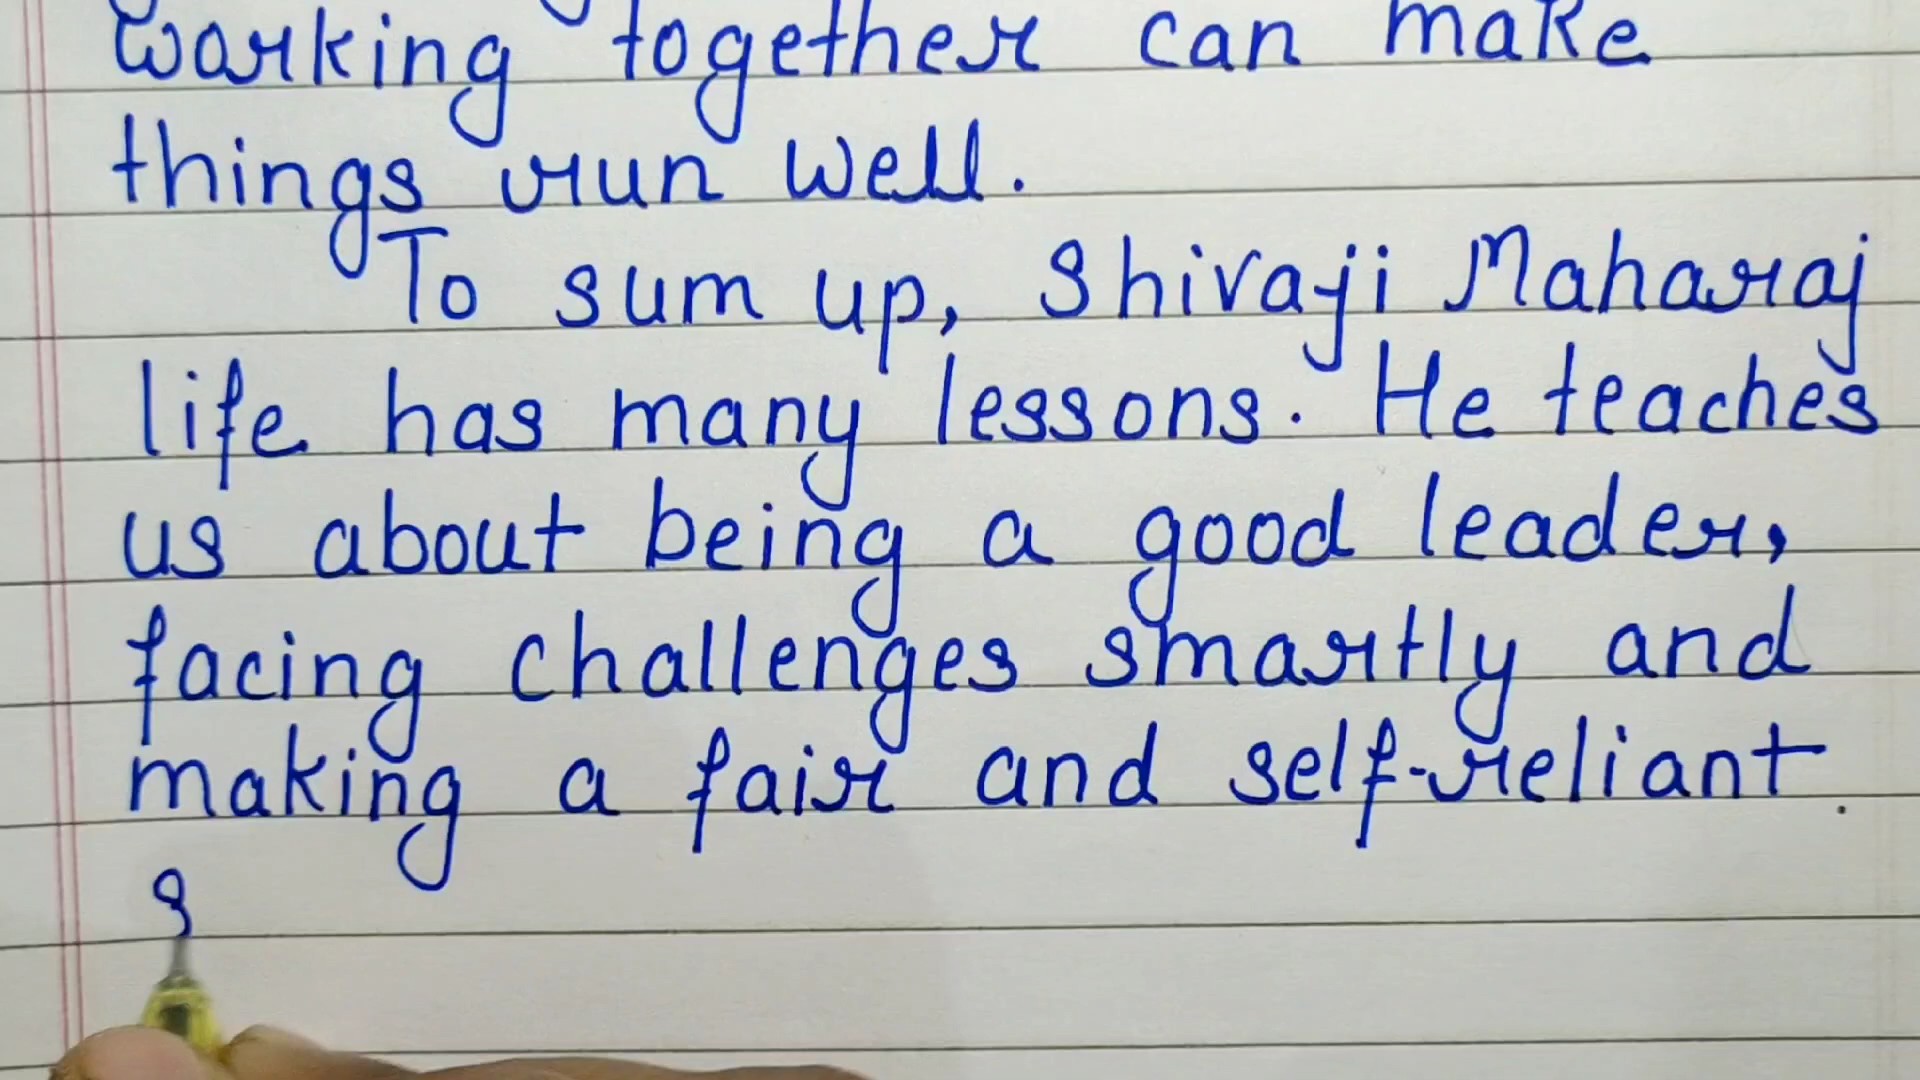 working together can make
things run well.
To sum up, Shivaji Maharaj
life has many lessons. He teaches
us about being a good leader,
facing challenges smartly and
making a fair and self-reliant
s